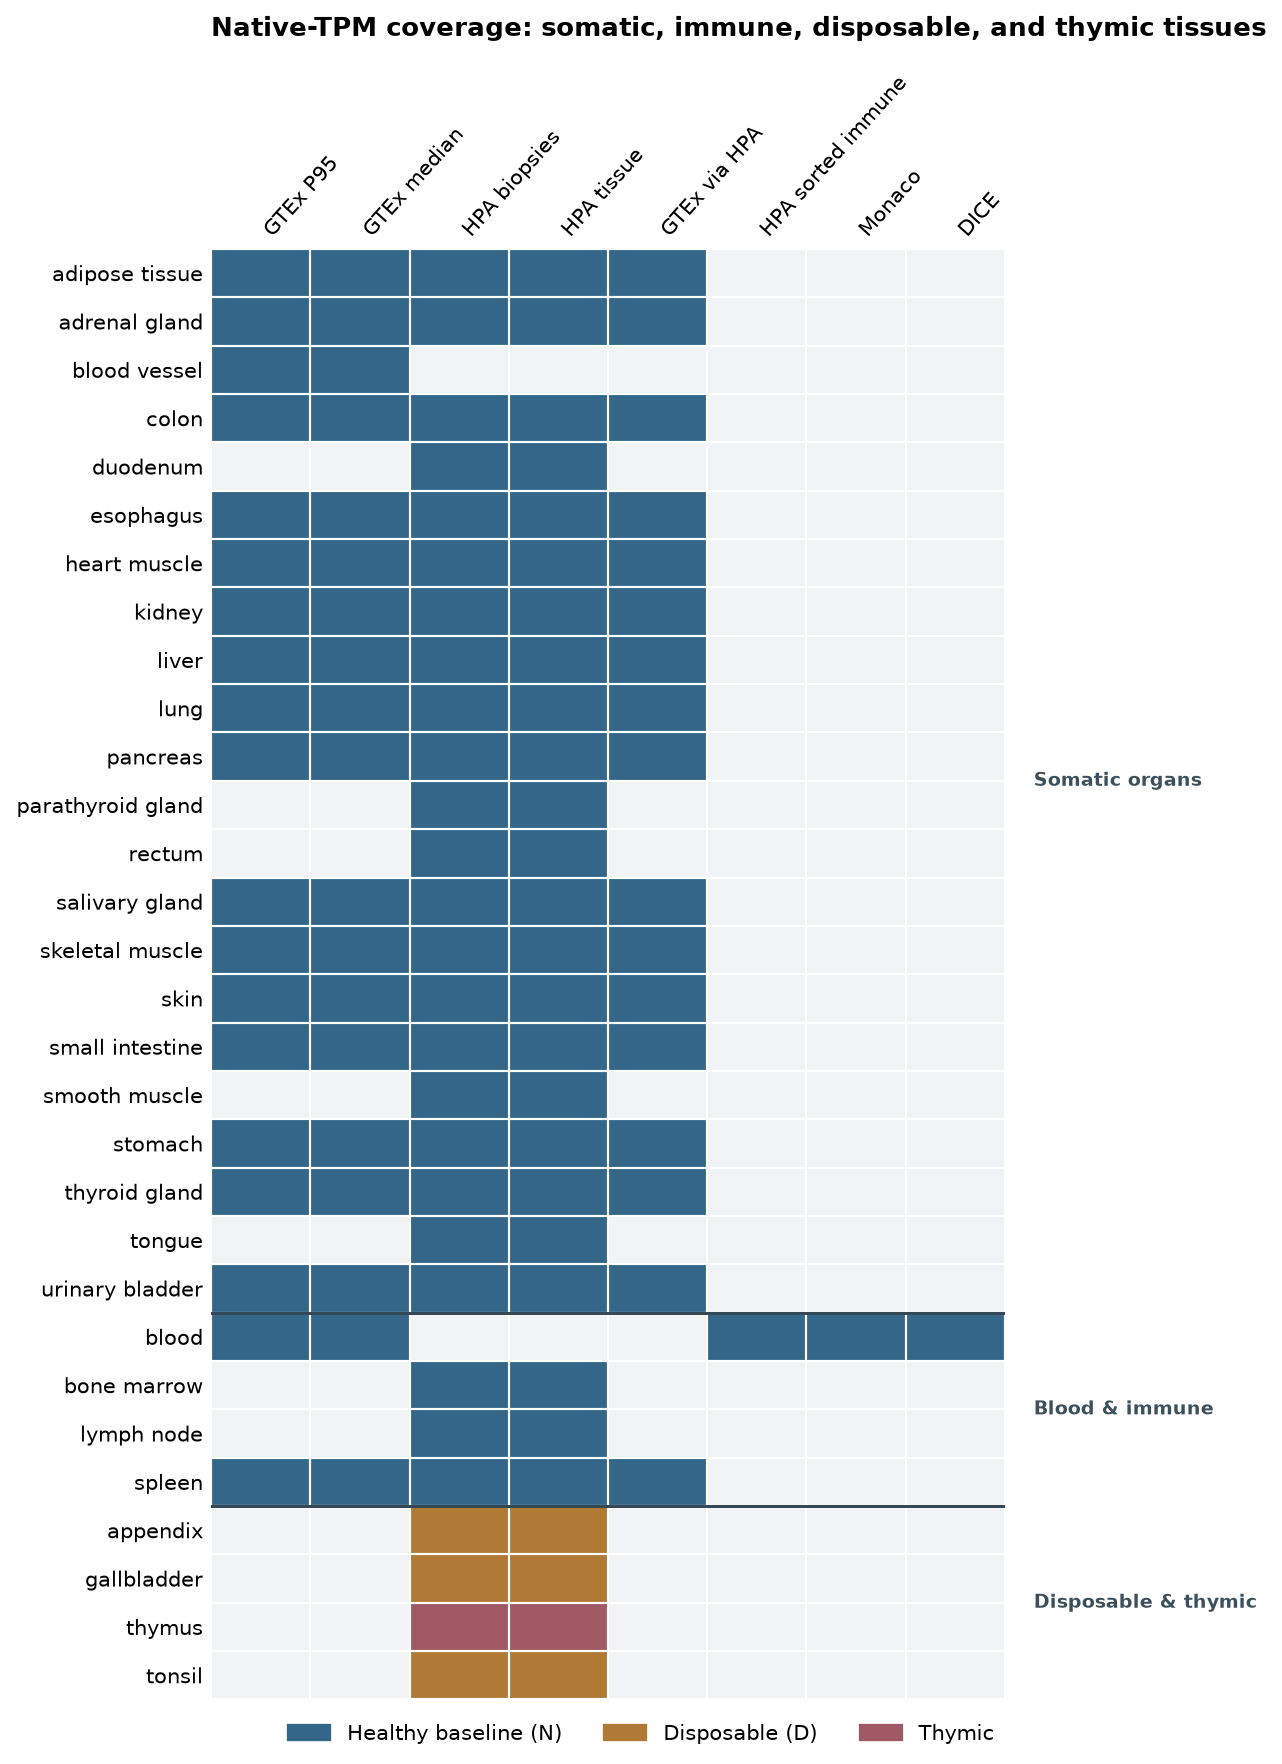 Native-TPM coverage: somatic, immune, disposable, and thymic tissues
GTEx P95
GTEx median
HPA biopsies
HPA tissue
GTEx via HPA
HPA sorted immune
Monaco
DICE
adipose tissue
adrenal gland
blood vessel
colon
duodenum
esophagus
heart muscle
kidney
liver
lung
pancreas
parathyroid gland
rectum
salivary gland
skeletal muscle
skin
small intestine
smooth muscle
stomach
thyroid gland
tongue
urinary bladder
Somatic organs
blood
bone marrow
lymph node
spleen
Blood & immune
appendix
gallbladder
thymus
tonsil
Disposable & thymic
Healthy baseline (N)
Disposable (D)
Thymic